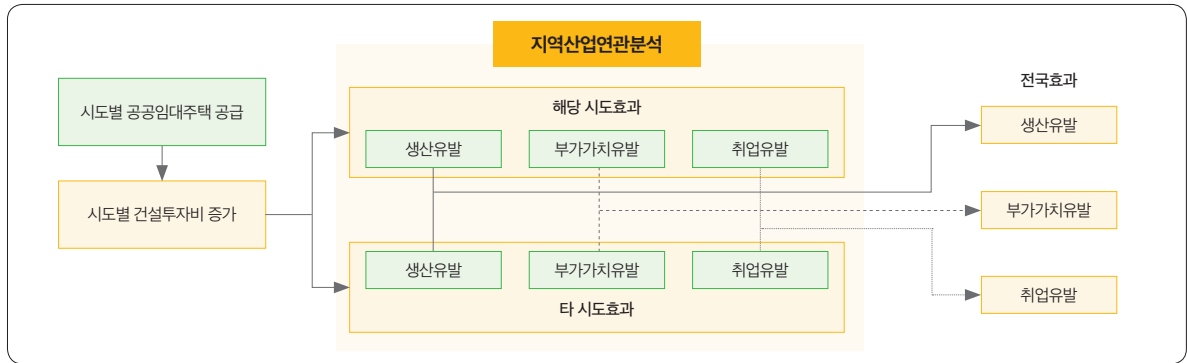 지역산업연관분석
시도별 공공임대주택 공급
시도별 건설투자비 증가
해당 시도효과
생산유발
부가가치유발
취업유발
생산유발
부가가치유발
취업유발
타 시도효과
전국효과
생산유발
부가가치유발
취업유발